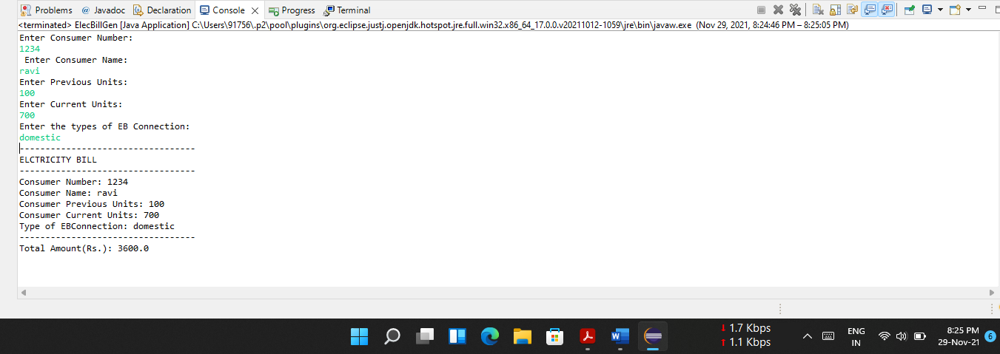 Problems @ Javadoc Declaration Console Progress Terminal
<terminated> ElecBillGen [Java Application] C:\Users\91756\.p2\pool\plugins\org.eclipse.justj.openjdk.hotspot.jre.full.win32.x86_64_17.0.0.v20211012-1059\jre\bin\javaw.exe (Nov 29, 2021, 8:24:46 PM – 8:25:05 PM)
Enter Consumer Number:
1234
Enter Consumer Name:
ravi
Enter Previous Units:
100
Enter Current Units:
700
Enter the types of EB Connection:
domestic
----------------------------------
ELCTRICITY BILL
----------------------------------
Consumer Number: 1234
Consumer Name: ravi
Consumer Previous Units: 100
Consumer Current Units: 700
Type of EBConnection: domestic
----------------------------------
Total Amount(Rs.): 3600.0
1.7 Kbps
1.1 Kbps
ENG
IN
8:25 PM
29-Nov-21
6